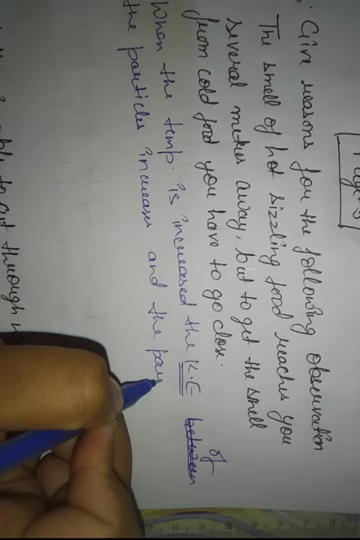 Give reasons for the following observation
The smell of hot sizzling food reaches you
several metres away, but to get the smell
from cold food you have to go close.
When the temp. is increased the K.E of
the particles increases and the par